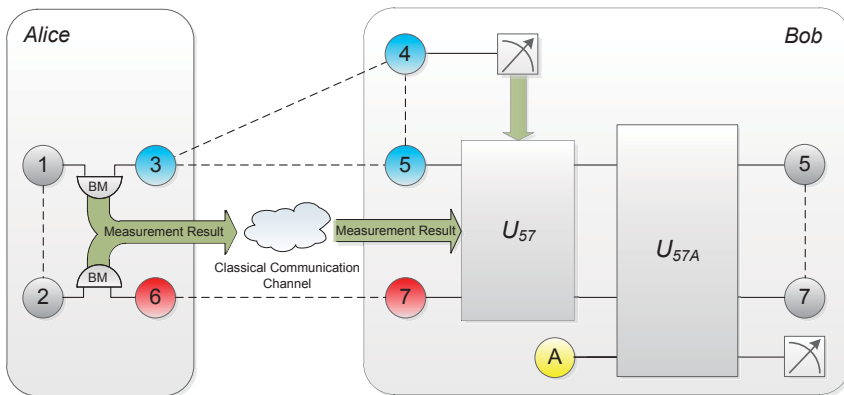 Alice
Bob
4
1
3
5
5
BM
Measurement Result
Measurement Result
U57
U57A
Classical Communication
Channel
BM
2
6
7
7
A